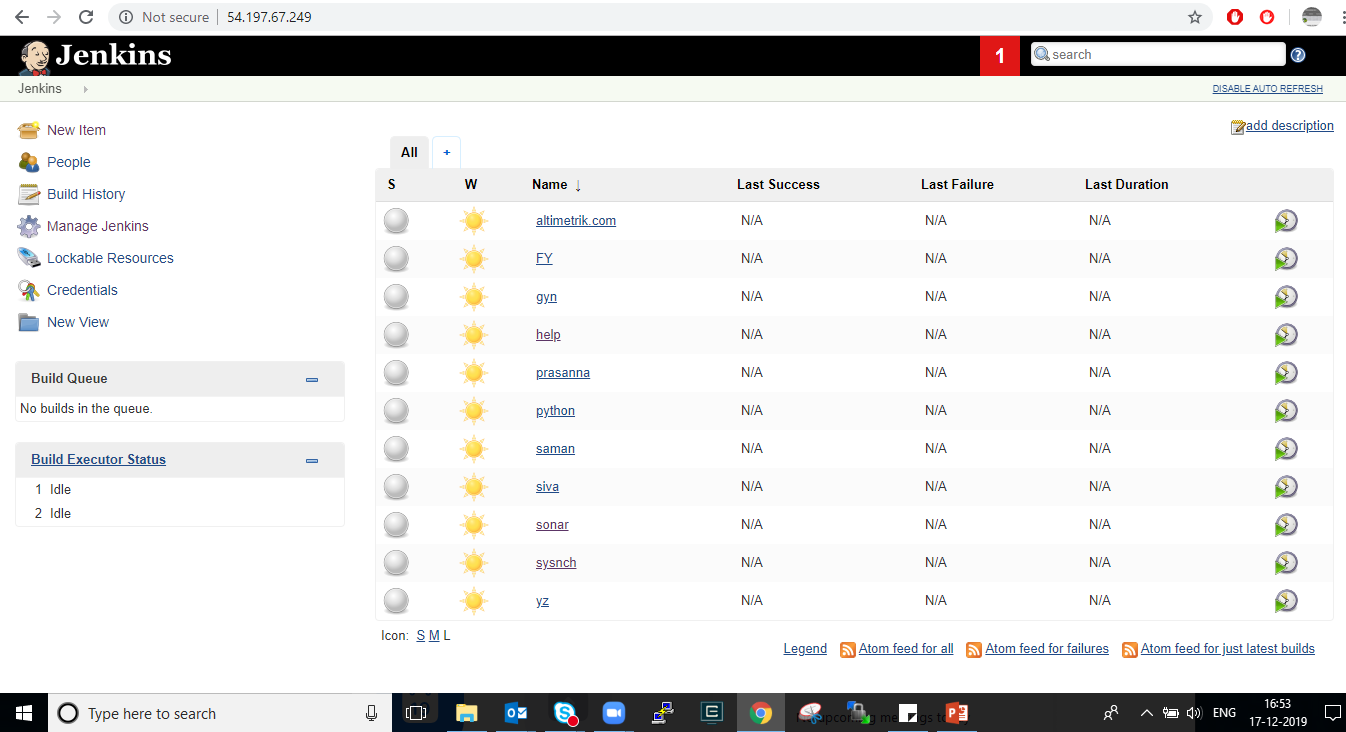 Not secure 54.197.67.249
Jenkins 1 search ?
Jenkins DISABLE AUTO REFRESH
New Item
People
Build History
Manage Jenkins
Lockable Resources
Credentials
New View
Build Queue
No builds in the queue.
Build Executor Status
1 Idle
2 Idle
add description
All +
S W Name ↓ Last Success Last Failure Last Duration
altimetrik.com N/A N/A N/A
FY N/A N/A N/A
gyn N/A N/A N/A
help N/A N/A N/A
prasanna N/A N/A N/A
python N/A N/A N/A
saman N/A N/A N/A
siva N/A N/A N/A
sonar N/A N/A N/A
sysnch N/A N/A N/A
yz N/A N/A N/A
Icon: S M L
Legend Atom feed for all Atom feed for failures Atom feed for just latest builds
Type here to search
ENG
16:53
17-12-2019